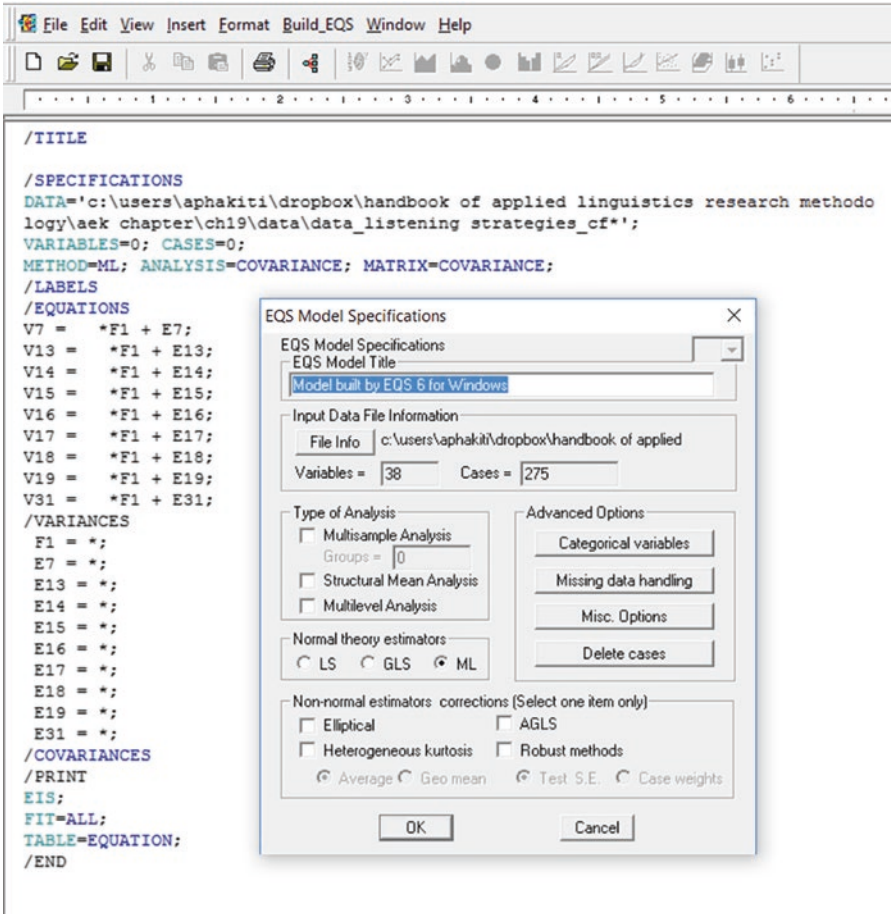 File Edit View Insert Format Build_EQS Window Help
1 2 3 4 5 6
/TITLE
/SPECIFICATIONS
DATA='c:\users\aphakiti\dropbox\handbook of applied linguistics research methodo
logy\aek chapter\ch19\data\data_listening strategies_cf*';
VARIABLES=0; CASES=0;
METHOD=ML; ANALYSIS=COVARIANCE; MATRIX=COVARIANCE;
/LABELS
/EQUATIONS
V7 = *F1 + E7;
V13 = *F1 + E13;
V14 = *F1 + E14;
V15 = *F1 + E15;
V16 = *F1 + E16;
V17 = *F1 + E17;
V18 = *F1 + E18;
V19 = *F1 + E19;
V31 = *F1 + E31;
/VARIANCES
F1 = *;
E7 = *;
E13 = *;
E14 = *;
E15 = *;
E16 = *;
E17 = *;
E18 = *;
E19 = *;
E31 = *;
/COVARIANCES
/PRINT
EIS;
FIT=ALL;
TABLE=EQUATION;
/END
EQS Model Specifications
EQS Model Specifications
EQS Model Title
Model built by EQS 6 for Windows
Input Data File Information
File Info c:\users\aphakiti\dropbox\handbook of applied
Variables = 38 Cases = 275
Type of Analysis
Multisample Analysis
Groups = 0
Structural Mean Analysis
Multilevel Analysis
Advanced Options
Categorical variables
Missing data handling
Misc. Options
Delete cases
Normal theory estimators
LS GLS ML
Non-normal estimators corrections (Select one item only)
Elliptical AGLS
Heterogeneous kurtosis Robust methods
Average Geo mean Test S.E. Case weights
OK Cancel